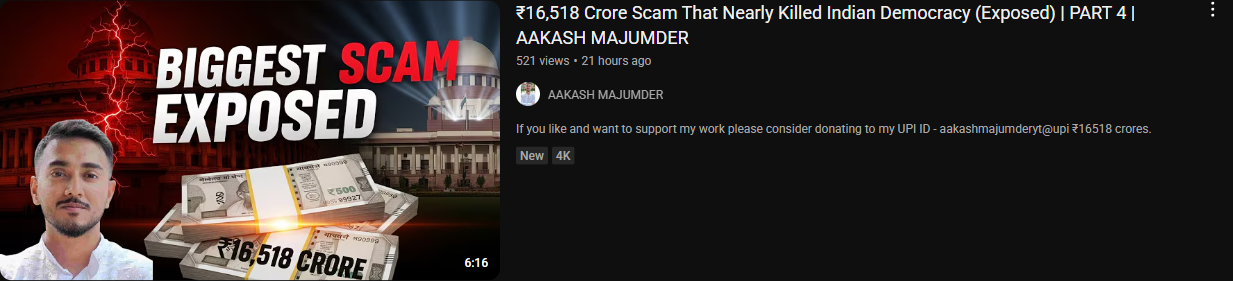 BIGGEST SCAM
EXPOSED
₹500
₹16,518 CRORE
6:16
₹16,518 Crore Scam That Nearly Killed Indian Democracy (Exposed) | PART 4 |
AAKASH MAJUMDER
521 views • 21 hours ago
AAKASH MAJUMDER
If you like and want to support my work please consider donating to my UPI ID - aakashmajumderyt@upi ₹16518 crores.
New
4K